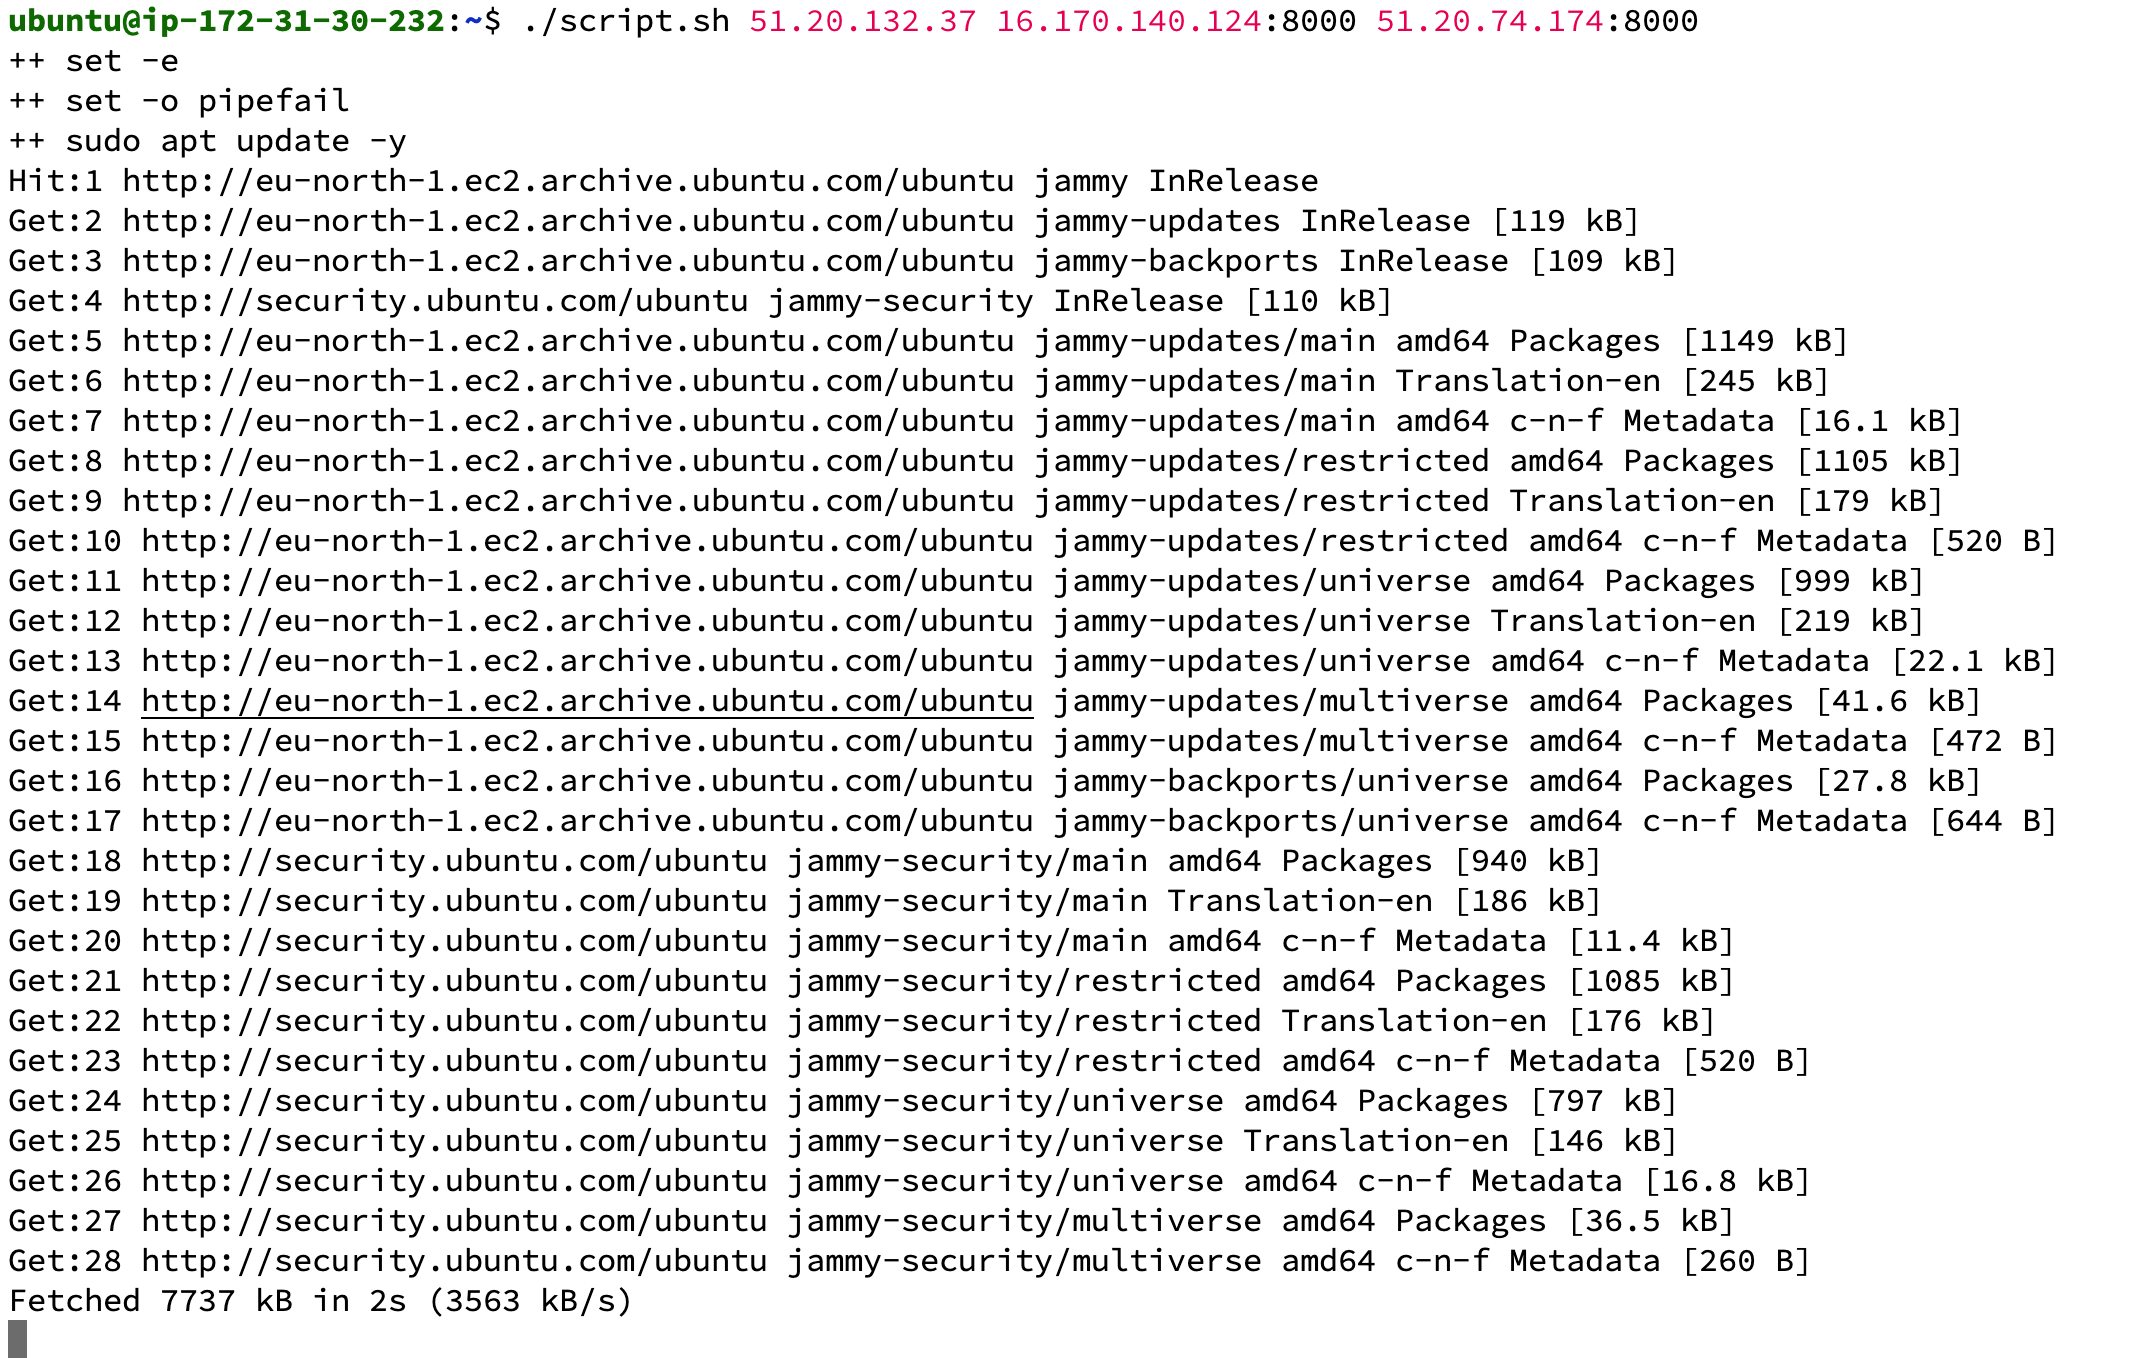 ubuntu@ip-172-31-30-232:~$ ./script.sh 51.20.132.37 16.170.140.124:8000 51.20.74.174:8000
++ set -e
++ set -o pipefail
++ sudo apt update -y
Hit:1 http://eu-north-1.ec2.archive.ubuntu.com/ubuntu jammy InRelease
Get:2 http://eu-north-1.ec2.archive.ubuntu.com/ubuntu jammy-updates InRelease [119 kB]
Get:3 http://eu-north-1.ec2.archive.ubuntu.com/ubuntu jammy-backports InRelease [109 kB]
Get:4 http://security.ubuntu.com/ubuntu jammy-security InRelease [110 kB]
Get:5 http://eu-north-1.ec2.archive.ubuntu.com/ubuntu jammy-updates/main amd64 Packages [1149 kB]
Get:6 http://eu-north-1.ec2.archive.ubuntu.com/ubuntu jammy-updates/main Translation-en [245 kB]
Get:7 http://eu-north-1.ec2.archive.ubuntu.com/ubuntu jammy-updates/main amd64 c-n-f Metadata [16.1 kB]
Get:8 http://eu-north-1.ec2.archive.ubuntu.com/ubuntu jammy-updates/restricted amd64 Packages [1105 kB]
Get:9 http://eu-north-1.ec2.archive.ubuntu.com/ubuntu jammy-updates/restricted Translation-en [179 kB]
Get:10 http://eu-north-1.ec2.archive.ubuntu.com/ubuntu jammy-updates/restricted amd64 c-n-f Metadata [520 B]
Get:11 http://eu-north-1.ec2.archive.ubuntu.com/ubuntu jammy-updates/universe amd64 Packages [999 kB]
Get:12 http://eu-north-1.ec2.archive.ubuntu.com/ubuntu jammy-updates/universe Translation-en [219 kB]
Get:13 http://eu-north-1.ec2.archive.ubuntu.com/ubuntu jammy-updates/universe amd64 c-n-f Metadata [22.1 kB]
Get:14 http://eu-north-1.ec2.archive.ubuntu.com/ubuntu jammy-updates/multiverse amd64 Packages [41.6 kB]
Get:15 http://eu-north-1.ec2.archive.ubuntu.com/ubuntu jammy-updates/multiverse amd64 c-n-f Metadata [472 B]
Get:16 http://eu-north-1.ec2.archive.ubuntu.com/ubuntu jammy-backports/universe amd64 Packages [27.8 kB]
Get:17 http://eu-north-1.ec2.archive.ubuntu.com/ubuntu jammy-backports/universe amd64 c-n-f Metadata [644 B]
Get:18 http://security.ubuntu.com/ubuntu jammy-security/main amd64 Packages [940 kB]
Get:19 http://security.ubuntu.com/ubuntu jammy-security/main Translation-en [186 kB]
Get:20 http://security.ubuntu.com/ubuntu jammy-security/main amd64 c-n-f Metadata [11.4 kB]
Get:21 http://security.ubuntu.com/ubuntu jammy-security/restricted amd64 Packages [1085 kB]
Get:22 http://security.ubuntu.com/ubuntu jammy-security/restricted Translation-en [176 kB]
Get:23 http://security.ubuntu.com/ubuntu jammy-security/restricted amd64 c-n-f Metadata [520 B]
Get:24 http://security.ubuntu.com/ubuntu jammy-security/universe amd64 Packages [797 kB]
Get:25 http://security.ubuntu.com/ubuntu jammy-security/universe Translation-en [146 kB]
Get:26 http://security.ubuntu.com/ubuntu jammy-security/universe amd64 c-n-f Metadata [16.8 kB]
Get:27 http://security.ubuntu.com/ubuntu jammy-security/multiverse amd64 Packages [36.5 kB]
Get:28 http://security.ubuntu.com/ubuntu jammy-security/multiverse amd64 c-n-f Metadata [260 B]
Fetched 7737 kB in 2s (3563 kB/s)